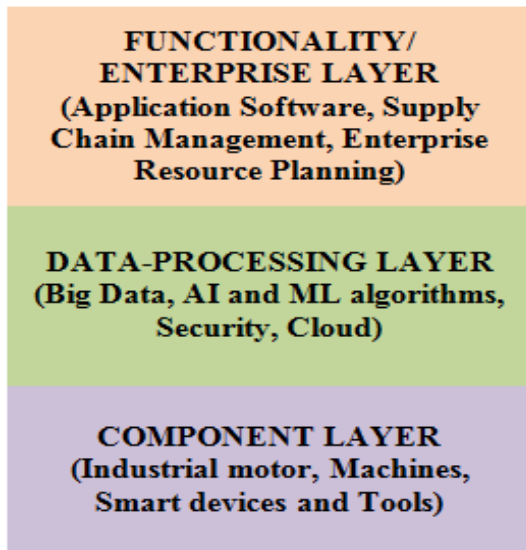 FUNCTIONALITY/
ENTERPRISE LAYER
(Application Software, Supply
Chain Management, Enterprise
Resource Planning)
DATA-PROCESSING LAYER
(Big Data, AI and ML algorithms,
Security, Cloud)
COMPONENT LAYER
(Industrial motor, Machines,
Smart devices and Tools)